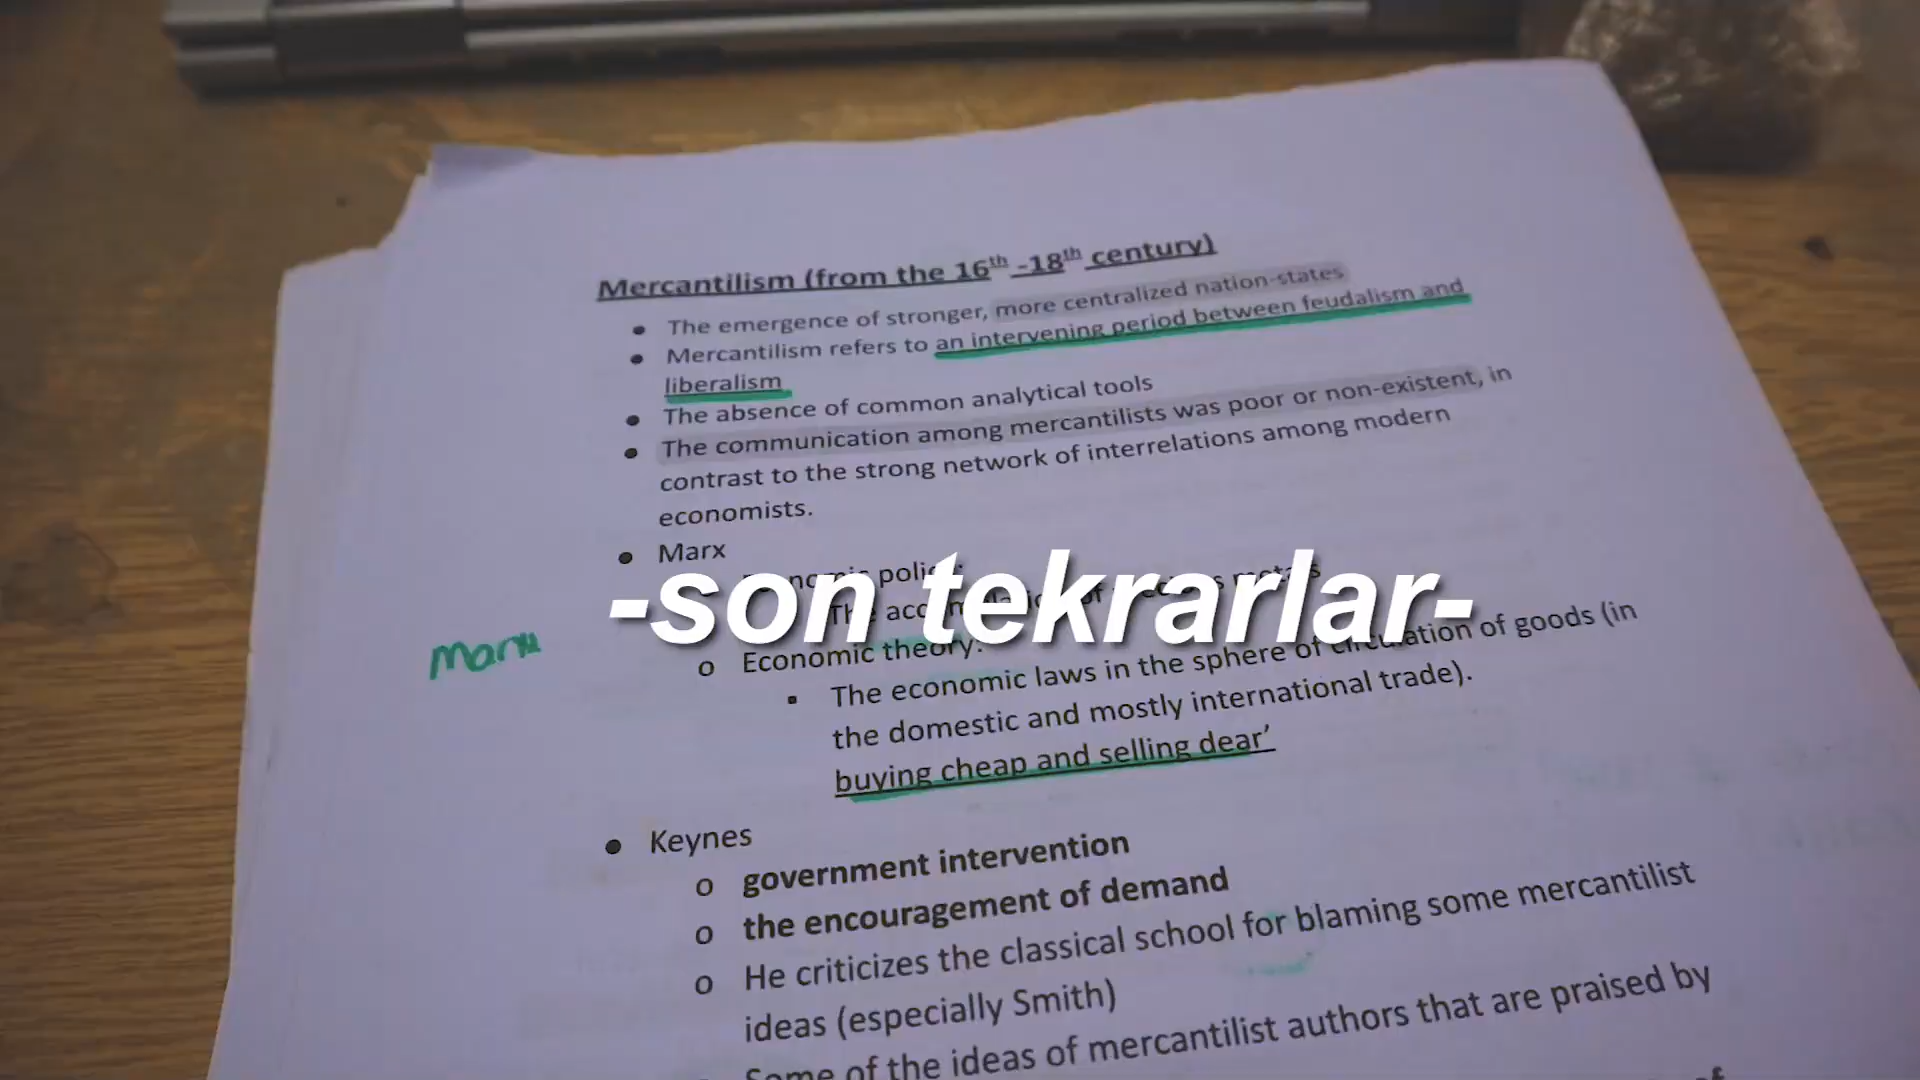 Mercantilism (from the 16th -18th century)
• The emergence of stronger, more centralized nation-states
• Mercantilism refers to an intervening period between feudalism and
liberalism
• The absence of common analytical tools
• The communication among mercantilists was poor or non-existent, in
contrast to the strong network of interrelations among modern
economists.
• Marx
policy:
The
-son tekrarlar-
Marx
o Economic theory:
▪ The economic laws in the sphere of circulation of goods (in
the domestic and mostly international trade).
buying cheap and selling dear’
• Keynes
o government intervention
o the encouragement of demand
o He criticizes the classical school for blaming some mercantilist
ideas (especially Smith)
Some of the ideas of mercantilist authors that are praised by
of